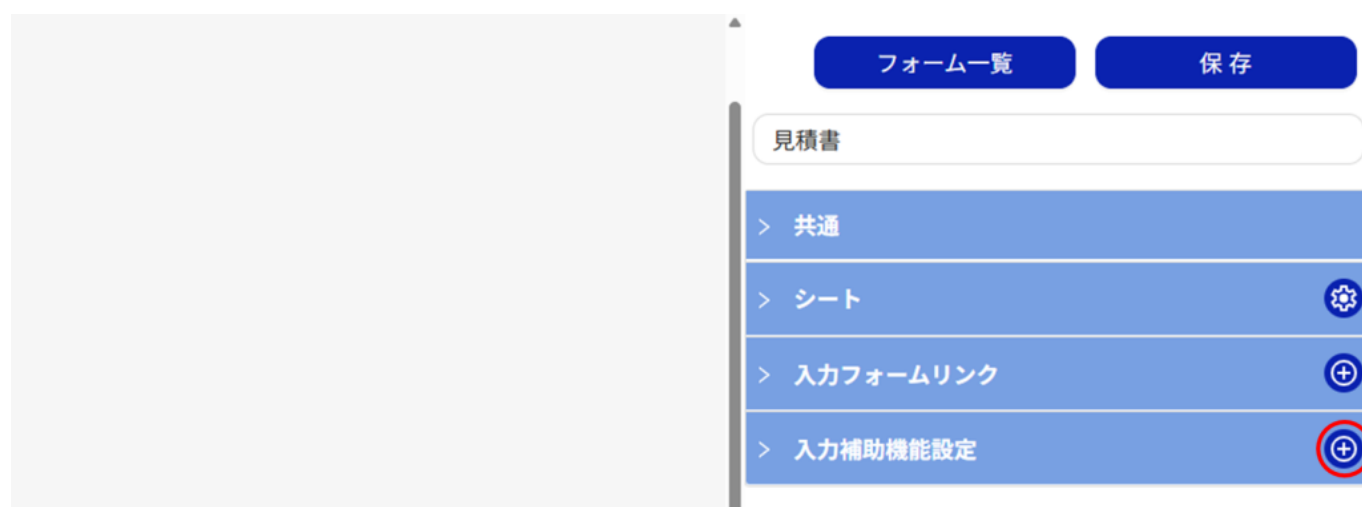 フォーム一覧
保存
見積書
共通
シート
入力フォームリンク
入力補助機能設定